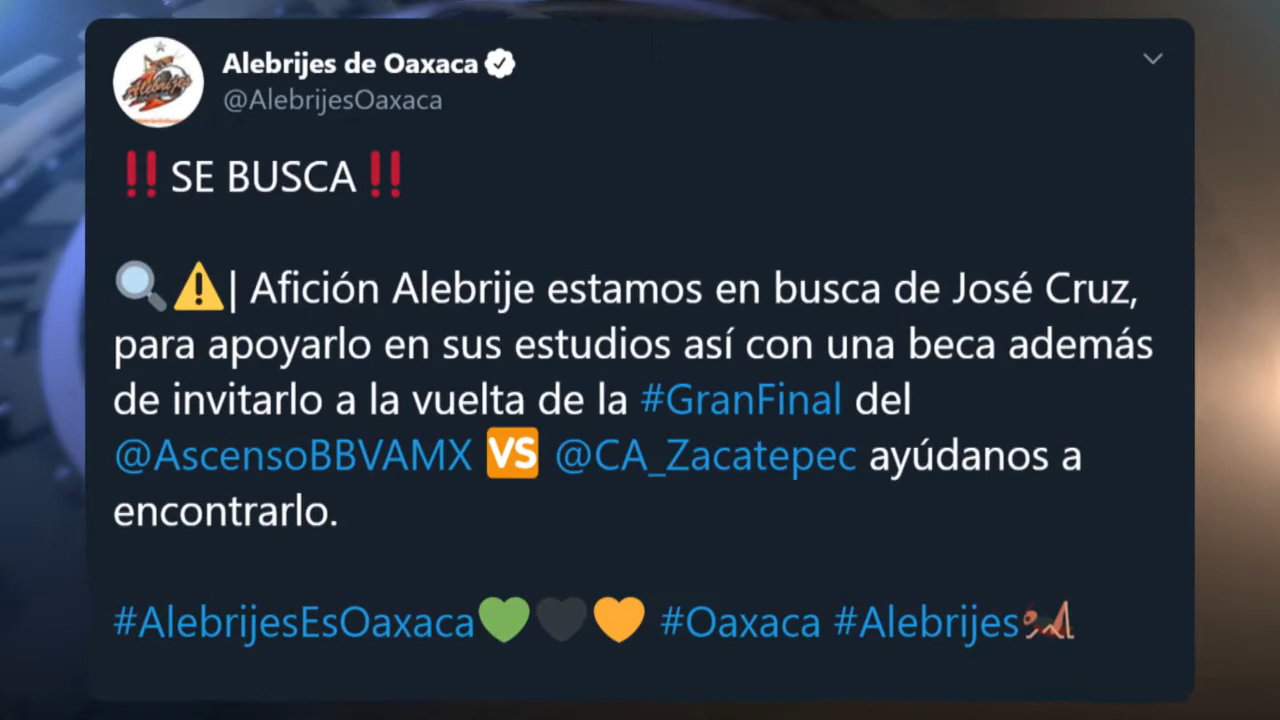 Alebrijes de Oaxaca
@AlebrijesOaxaca
‼️SE BUSCA‼️
🔍⚠️| Afición Alebrije estamos en busca de José Cruz,
para apoyarlo en sus estudios así con una beca además
de invitarlo a la vuelta de la #GranFinal del
@AscensoBBVAMX 🆚 @CA_Zacatepec ayúdanos a
encontrarlo.
#AlebrijesEsOaxaca💚🖤🧡 #Oaxaca #Alebrijes